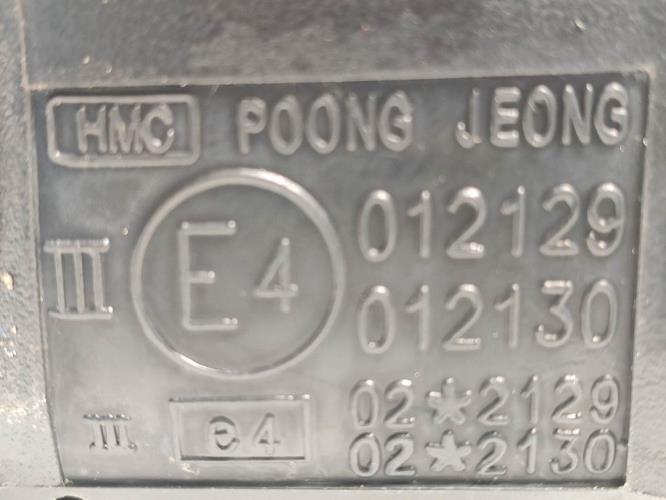 HMC POONG JEONG
III E4 012129
012130
III e4 02*2129
02*2130